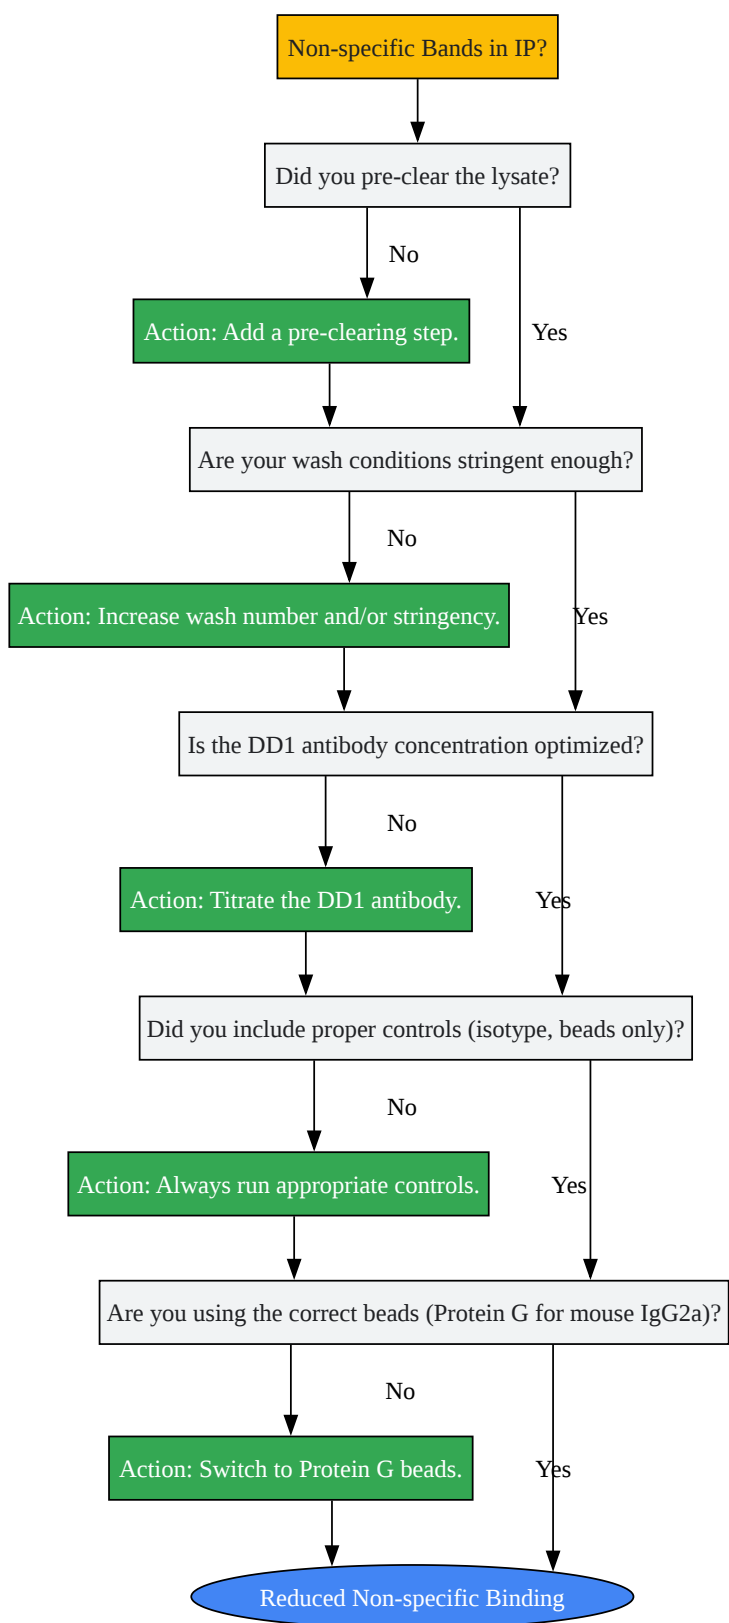 Non-specific Bands in IP?
Did you pre-clear the lysate?
No
Action: Add a pre-clearing step.
Yes
Are your wash conditions stringent enough?
No
Action: Increase wash number and/or stringency.
Yes
Is the DD1 antibody concentration optimized?
No
Action: Titrate the DD1 antibody.
Yes
Did you include proper controls (isotype, beads only)?
No
Action: Always run appropriate controls.
Yes
Are you using the correct beads (Protein G for mouse IgG2a)?
No
Action: Switch to Protein G beads.
Yes
Reduced Non-specific Binding